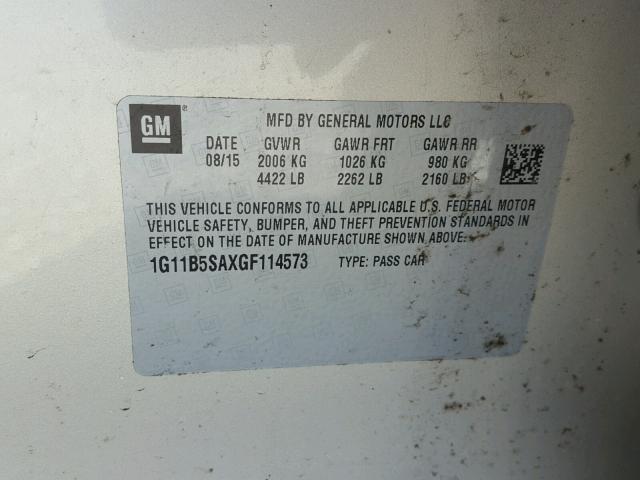 GM ®
MFD BY GENERAL MOTORS LLC
DATE GVWR GAWR FRT GAWR RR
08/15 2006 KG 1026 KG 980 KG
4422 LB 2262 LB 2160 LB
THIS VEHICLE CONFORMS TO ALL APPLICABLE U.S. FEDERAL MOTOR
VEHICLE SAFETY, BUMPER, AND THEFT PREVENTION STANDARDS IN
EFFECT ON THE DATE OF MANUFACTURE SHOWN ABOVE.
1G11B5SAXGF114573 TYPE: PASS CAR